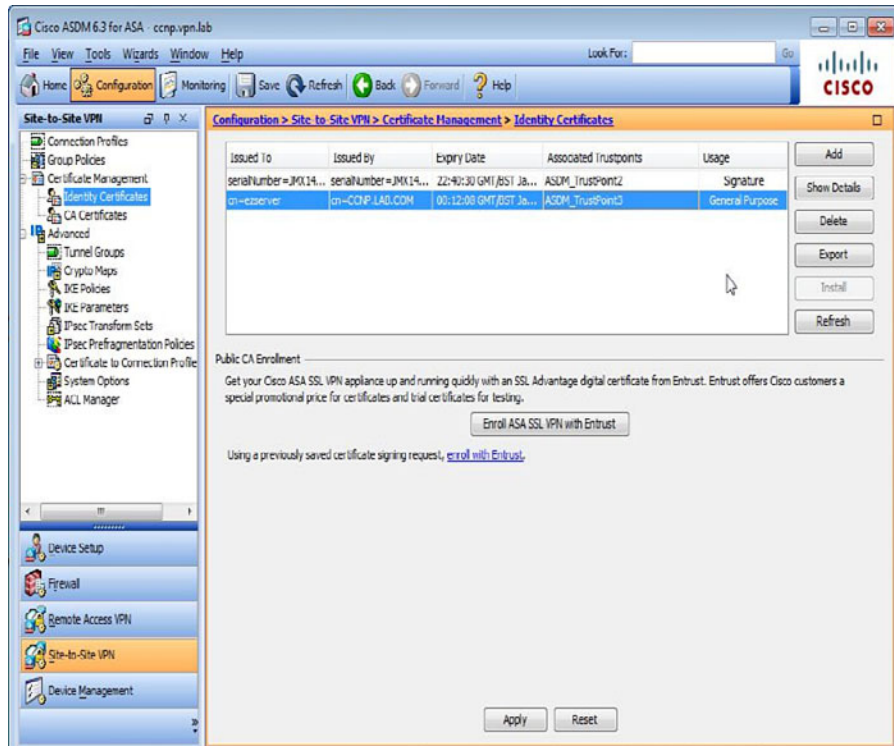 Cisco ASDM 6.3 for ASA - ccnp.vpn.lab
File View Tools Wizards Window Help Look For: Go
Home Configuration Monitoring Save Refresh Back Forward Help
CISCO
Site-to-Site VPN
Connection Profiles
Group Policies
Certificate Management
Identity Certificates
CA Certificates
Advanced
Tunnel Groups
Crypto Maps
IKE Policies
IKE Parameters
IPsec Transform Sets
IPsec Prefragmentation Policies
Certificate to Connection Profile
System Options
ACL Manager
Device Setup
Firewall
Remote Access VPN
Site-to-Site VPN
Device Management
Configuration > Site-to-Site VPN > Certificate Management > Identity Certificates
Issued To Issued By Expiry Date Associated Trustpoints Usage
serialNumber=JMX14... serialNumber=JMX14... 22:40:30 GMT/BST Ja... ASDM_TrustPoint2 Signature
cn=ezserver cn=CCNP.LAB.COM 00:12:08 GMT/BST Ja... ASDM_TrustPoint3 General Purpose
Add
Show Details
Delete
Export
Install
Refresh
Public CA Enrollment
Get your Cisco ASA SSL VPN appliance up and running quickly with an SSL Advantage digital certificate from Entrust. Entrust offers Cisco customers a
special promotional price for certificates and trial certificates for testing.
Enroll ASA SSL VPN with Entrust
Using a previously saved certificate signing request, enroll with Entrust.
Apply Reset